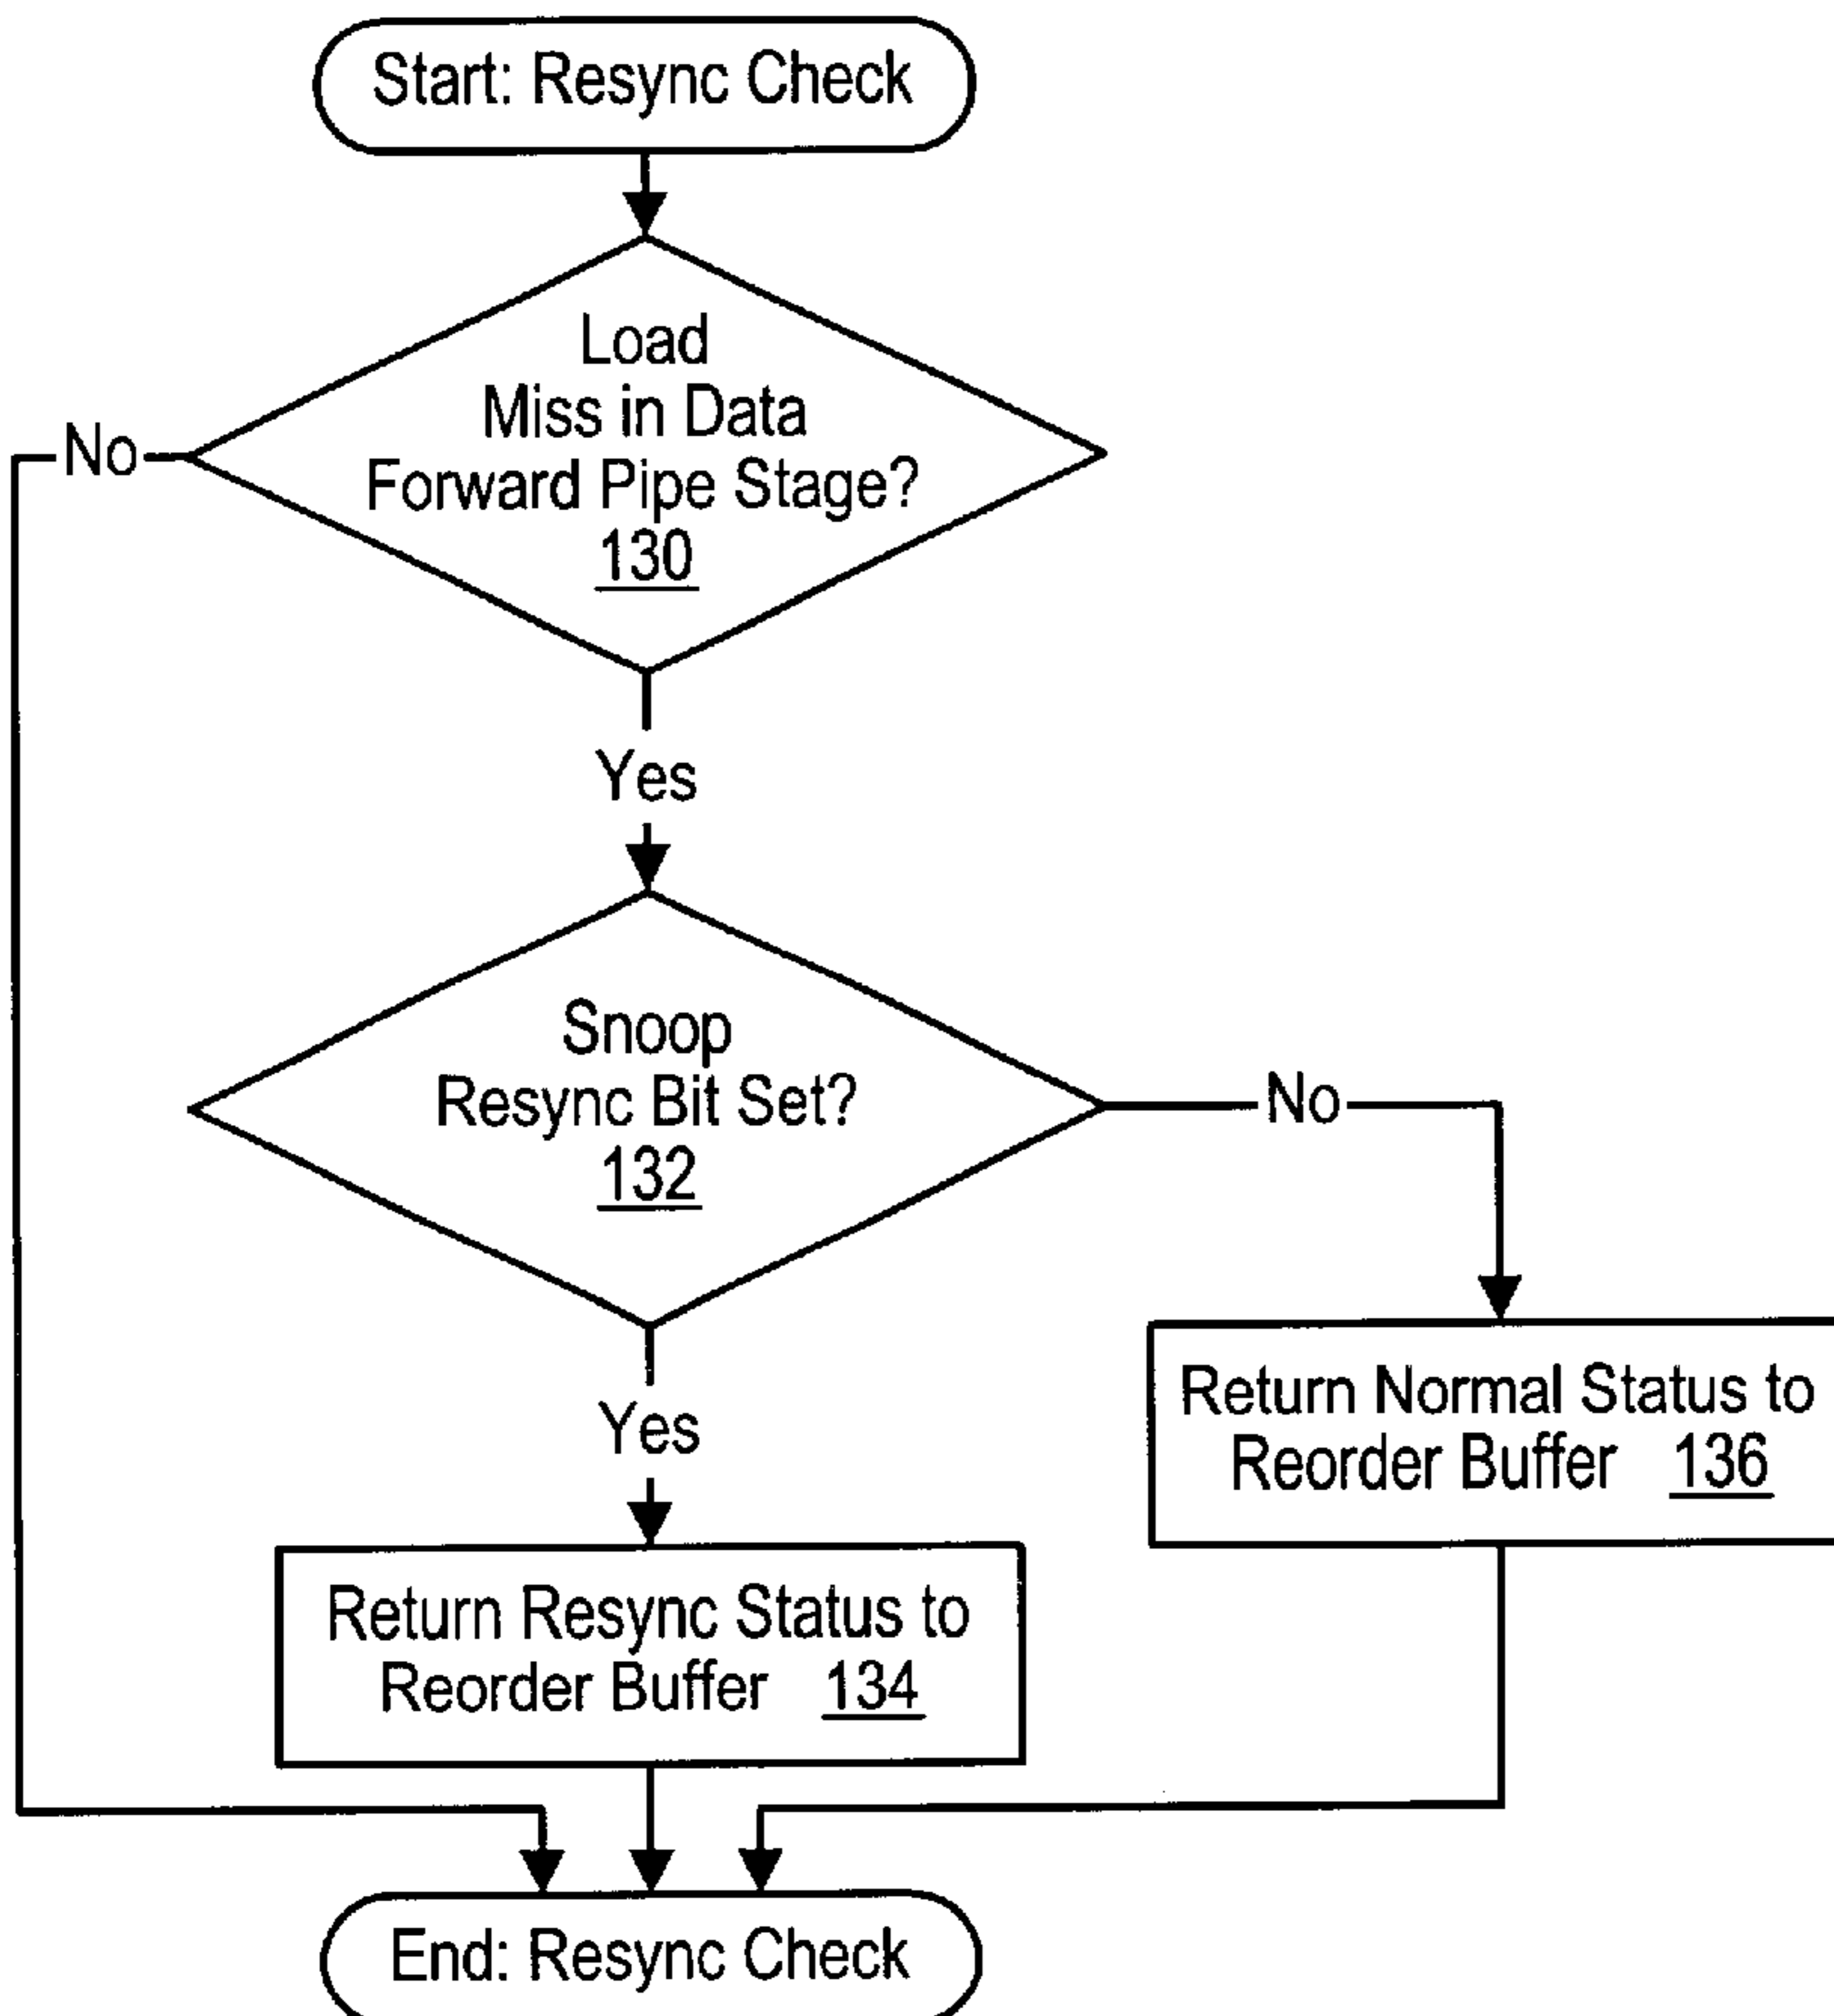 Start: Resync Check
Load
Miss in Data
Forward Pipe Stage?
130
No
Yes
Snoop
Resync Bit Set?
132
No
Yes
Return Normal Status to
Reorder Buffer 136
Return Resync Status to
Reorder Buffer 134
End: Resync Check